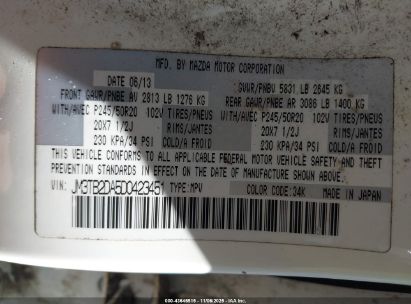 MFD. BY MAZDA MOTOR CORPORATION
DATE 06/13 GVWR/PNBV 5831 LB 2645 KG
FRONT GAWR/PNBE AV 2813 LB 1276 KG REAR GAWR/PNBE AR 3086 LB 1400 KG
WITH/AVEC P245/50R20 102V TIRES/PNEUS WITH/AVEC P245/50R20 102V TIRES/PNEUS
20X7 1/2J RIMS/JANTES 20X7 1/2J RIMS/JANTES
230 KPA/34 PSI COLD/A FROID 230 KPA/34 PSI COLD/A FROID
THIS VEHICLE CONFORMS TO ALL APPLICABLE FEDERAL MOTOR VEHICLE SAFETY, BUMPER, AND THEFT
PREVENTION STANDARDS IN EFFECT ON THE DATE OF MANUFACTURE SHOWN ABOVE.
VIN: JM3TB2DA5D0423451 TYPE: MPV COLOR CODE: 34K MADE IN JAPAN